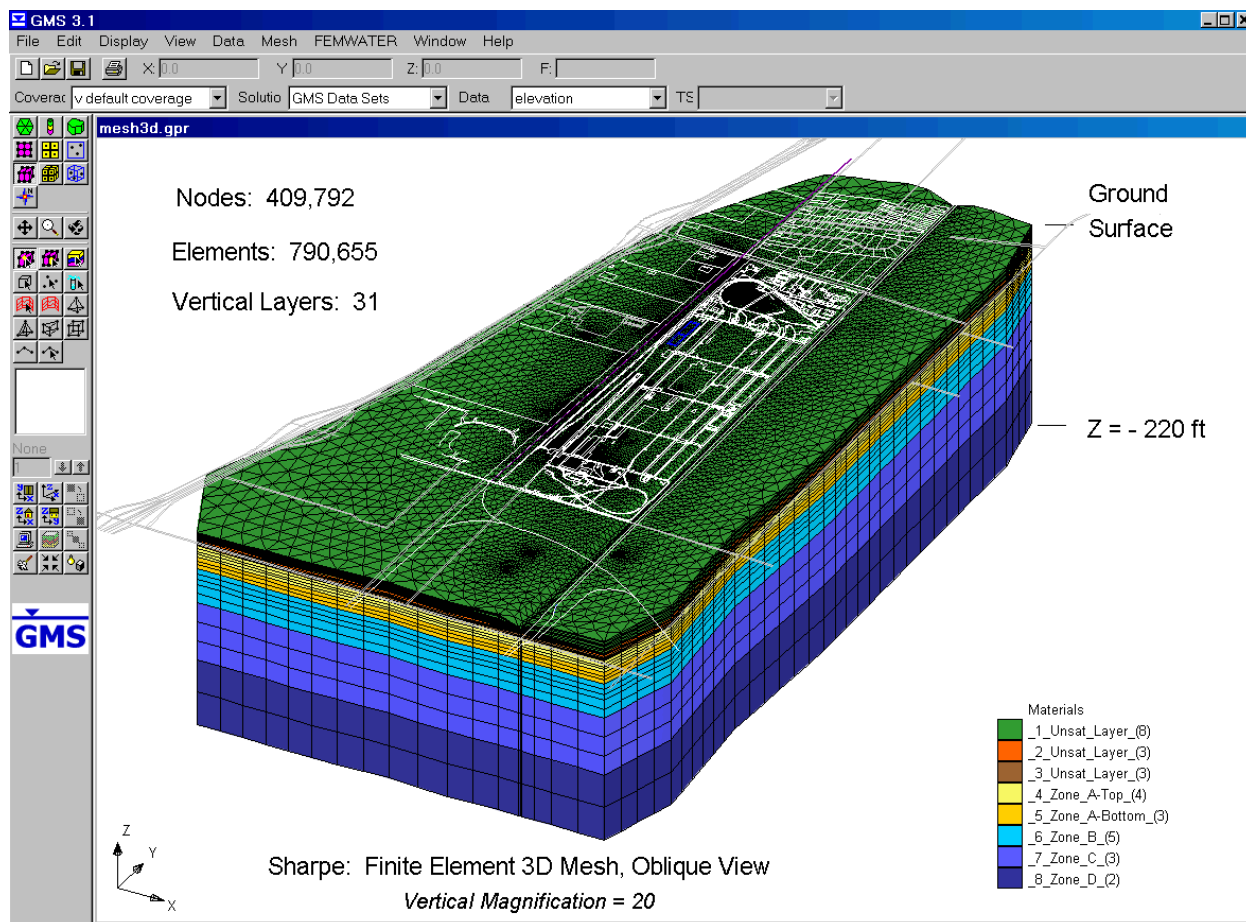 GMS 3.1
File Edit Display View Data Mesh FEMWATER Window Help
X: 0.0 Y 0.0 Z: 0.0 F:
Coverac v default coverage Solutio GMS Data Sets Data elevation TS
mesh3d.gpr
Nodes: 409,792
Elements: 790,655
Vertical Layers: 31
Ground
Surface
Z = - 220 ft
None
1
GMS
Materials
_1_Unsat_Layer_(8)
_2_Unsat_Layer_(3)
_3_Unsat_Layer_(3)
_4_Zone_A-Top_(4)
_5_Zone_A-Bottom_(3)
_6_Zone_B_(5)
_7_Zone_C_(3)
_8_Zone_D_(2)
Z
Y
X
Sharpe: Finite Element 3D Mesh, Oblique View
Vertical Magnification = 20